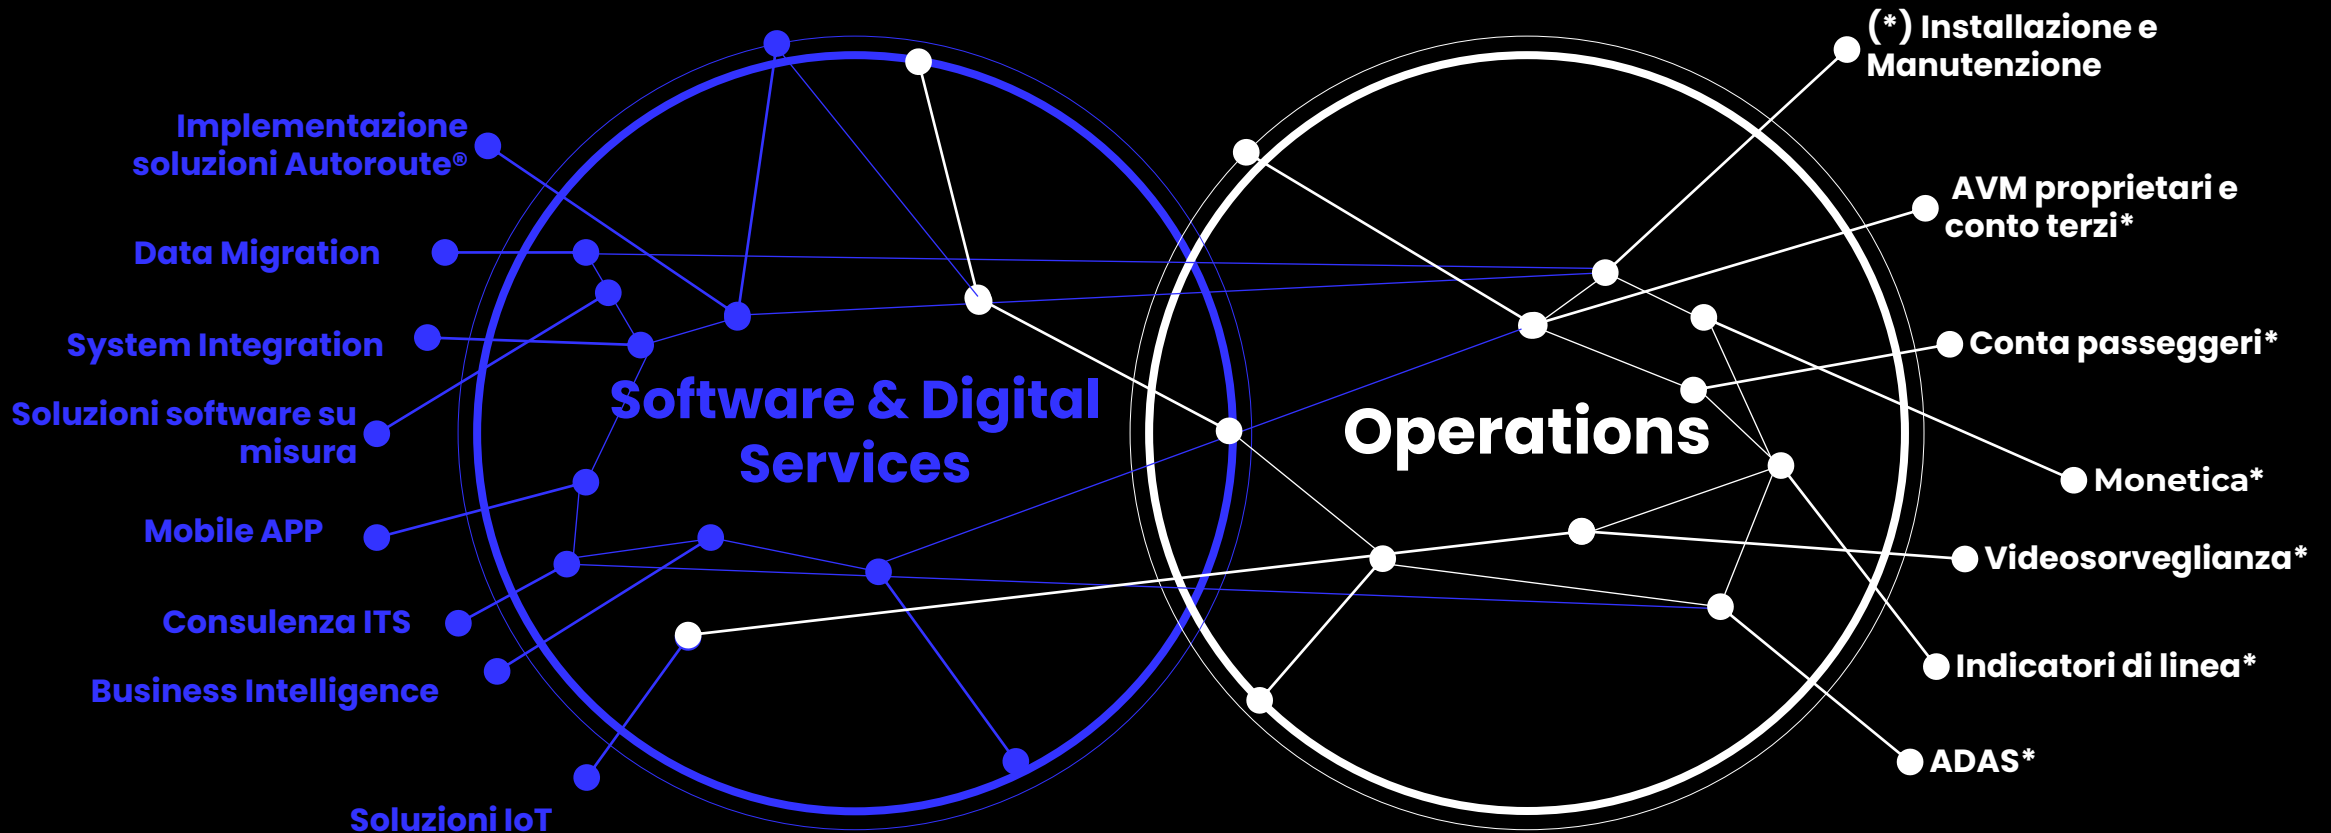 Implementazione
soluzioni Autoroute®
Data Migration
System Integration
Soluzioni software su
misura
Mobile APP
Consulenza ITS
Business Intelligence
Soluzioni IoT
Software & Digital
Services
Operations
(*) Installazione e
Manutenzione
AVM proprietari e
conto terzi*
Conta passeggeri*
Monetica*
Videosorveglianza*
Indicatori di linea*
ADAS*